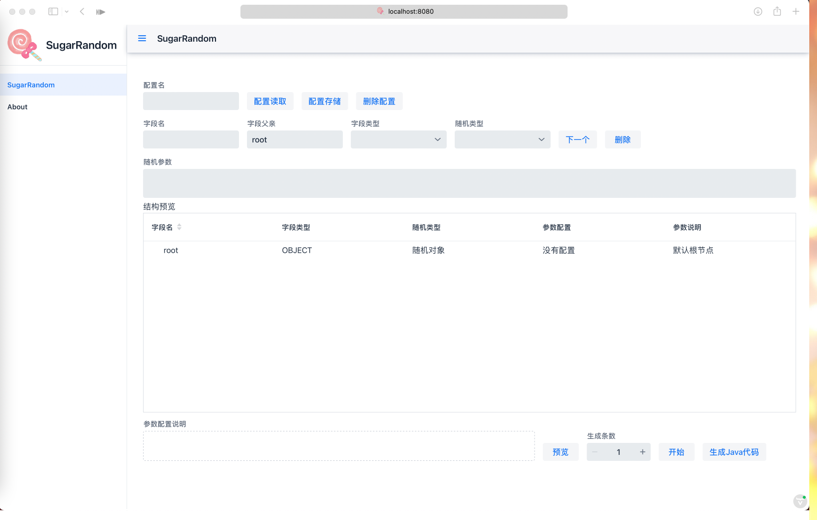 localhost:8080
SugarRandom
SugarRandom
SugarRandom
About
配置名
配置读取 配置存储 删除配置
字段名 字段父亲 字段类型 随机类型
root 下一个 删除
随机参数
结构预览
字段名 字段类型 随机类型 参数配置 参数说明
root OBJECT 随机对象 没有配置 默认根节点
参数配置说明
生成条数
预览 − 1 + 开始 生成Java代码